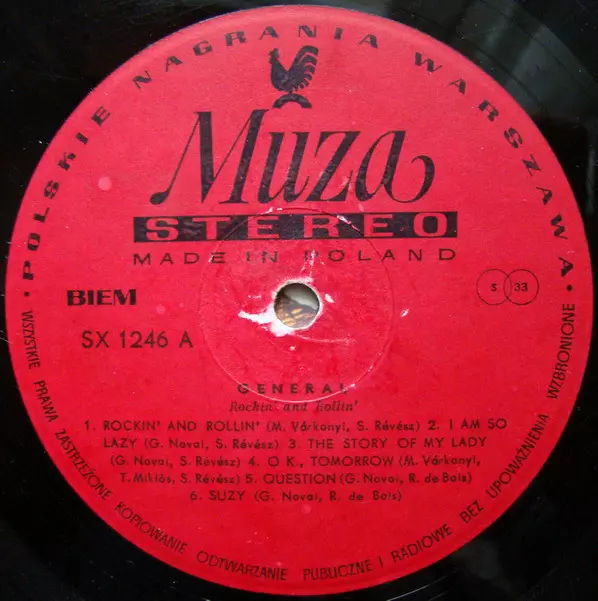 • POLSKIE NAGRANIA WARSZAWA •
Muza
STEREO
MADE IN POLAND
BIEM
S 33
SX 1246 A
GENERAL
Rockin' and Rollin'
1. ROCKIN' AND ROLLIN' (M. Várkonyi, S. Révész) 2. I AM SO
LAZY (G. Novai, S. Révész) 3. THE STORY OF MY LADY
(G. Novai, S. Révész) 4. O K., TOMORROW (M. Várkonyi,
T. Miklós, S. Révész) 5. QUESTION (G. Novai, R. de Bois)
6. SUZY (G. Novai, R. de Bois)
WSZYSTKIE PRAWA ZASTRZEŻONE KOPIOWANIE ODTWARZANIE PUBLICZNE I RADIOWE BEZ UPOWAŻNIENIA WZBRONIONE